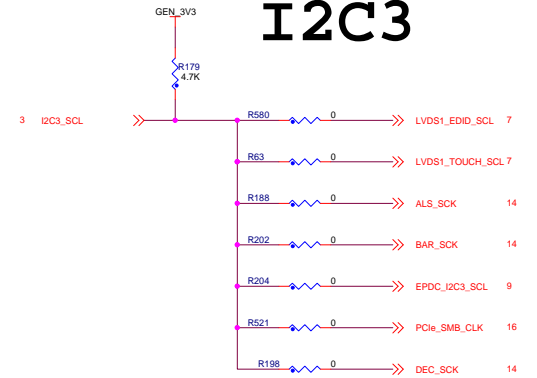 I2C3
GEN_3V3
R179
4.7K
3 I2C3_SCL
R580 0 LVDS1_EDID_SCL 7
R63 0 LVDS1_TOUCH_SCL 7
R188 0 ALS_SCK 14
R202 0 BAR_SCK 14
R204 0 EPDC_I2C3_SCL 9
R521 0 PCIe_SMB_CLK 16
R198 0 DEC_SCK 14